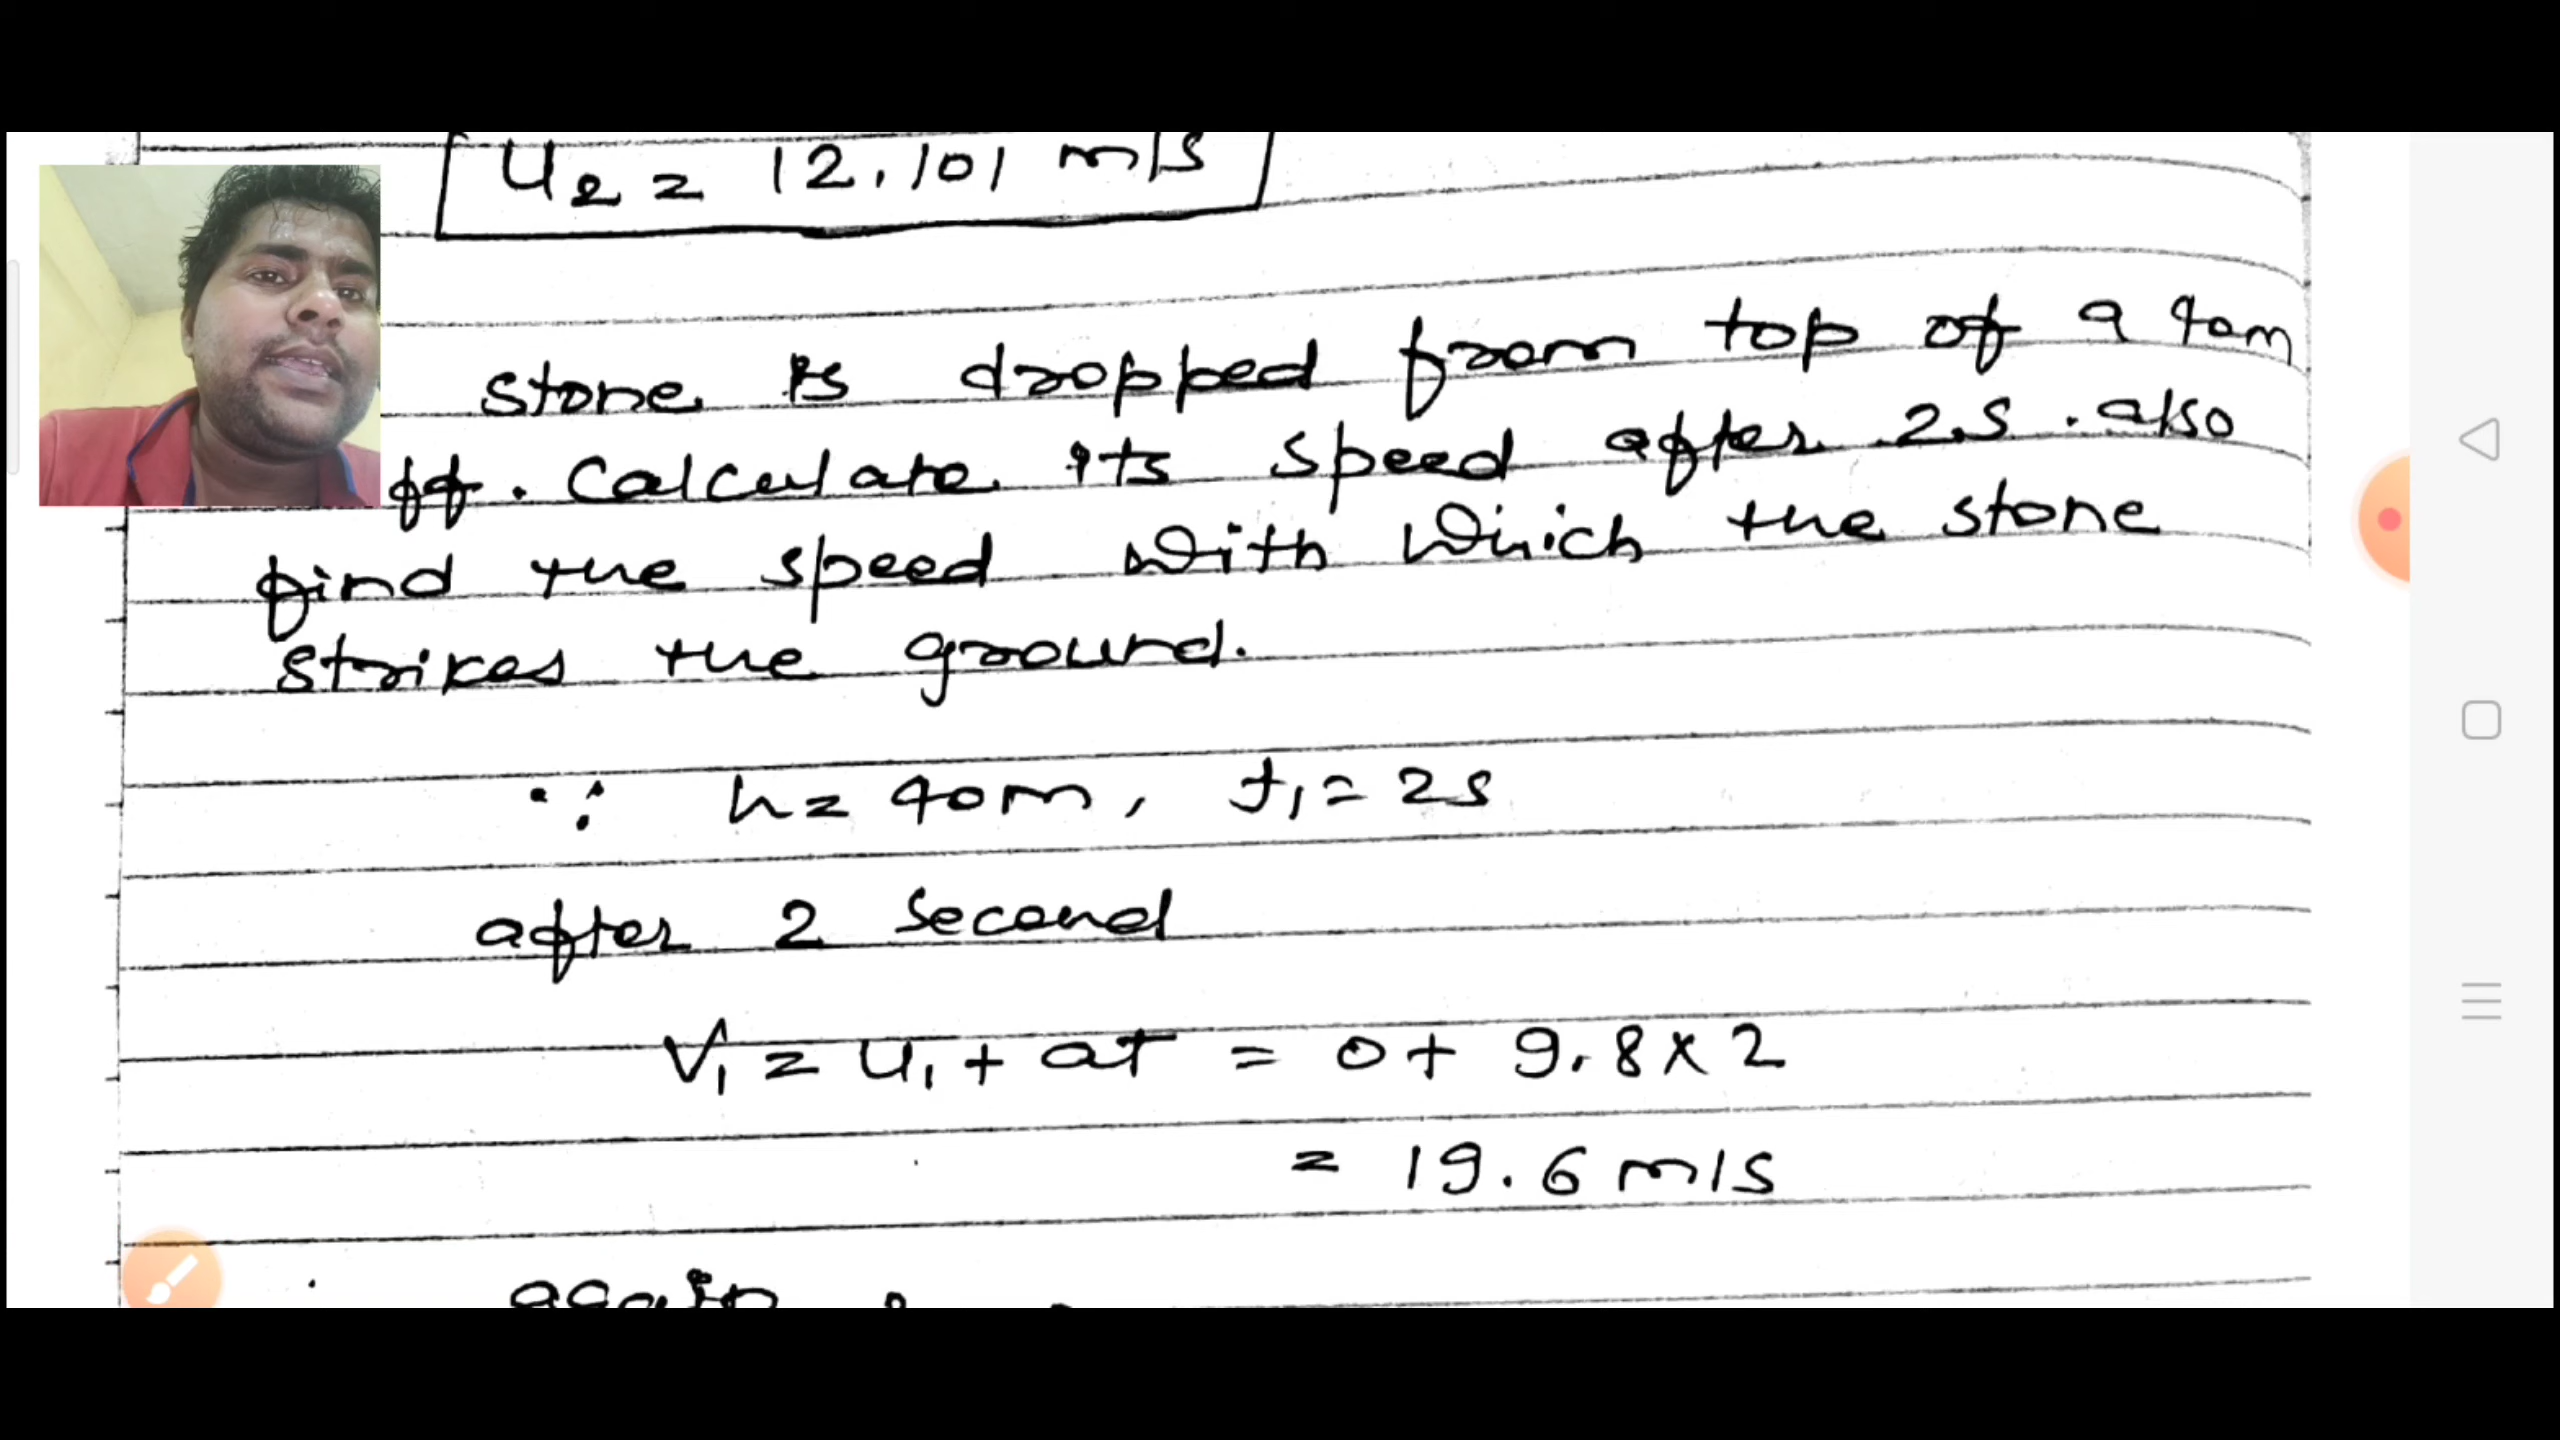 U2 = 12.101 m/s
stone is dropped from top of a 40m
ff. Calculate its speed after 2s. also
find the speed with which the stone
strikes the ground.
∵ h = 40m, t1 = 2s
after 2 second
V1 = U1 + at = 0 + 9.8 × 2
= 19.6 m/s
again